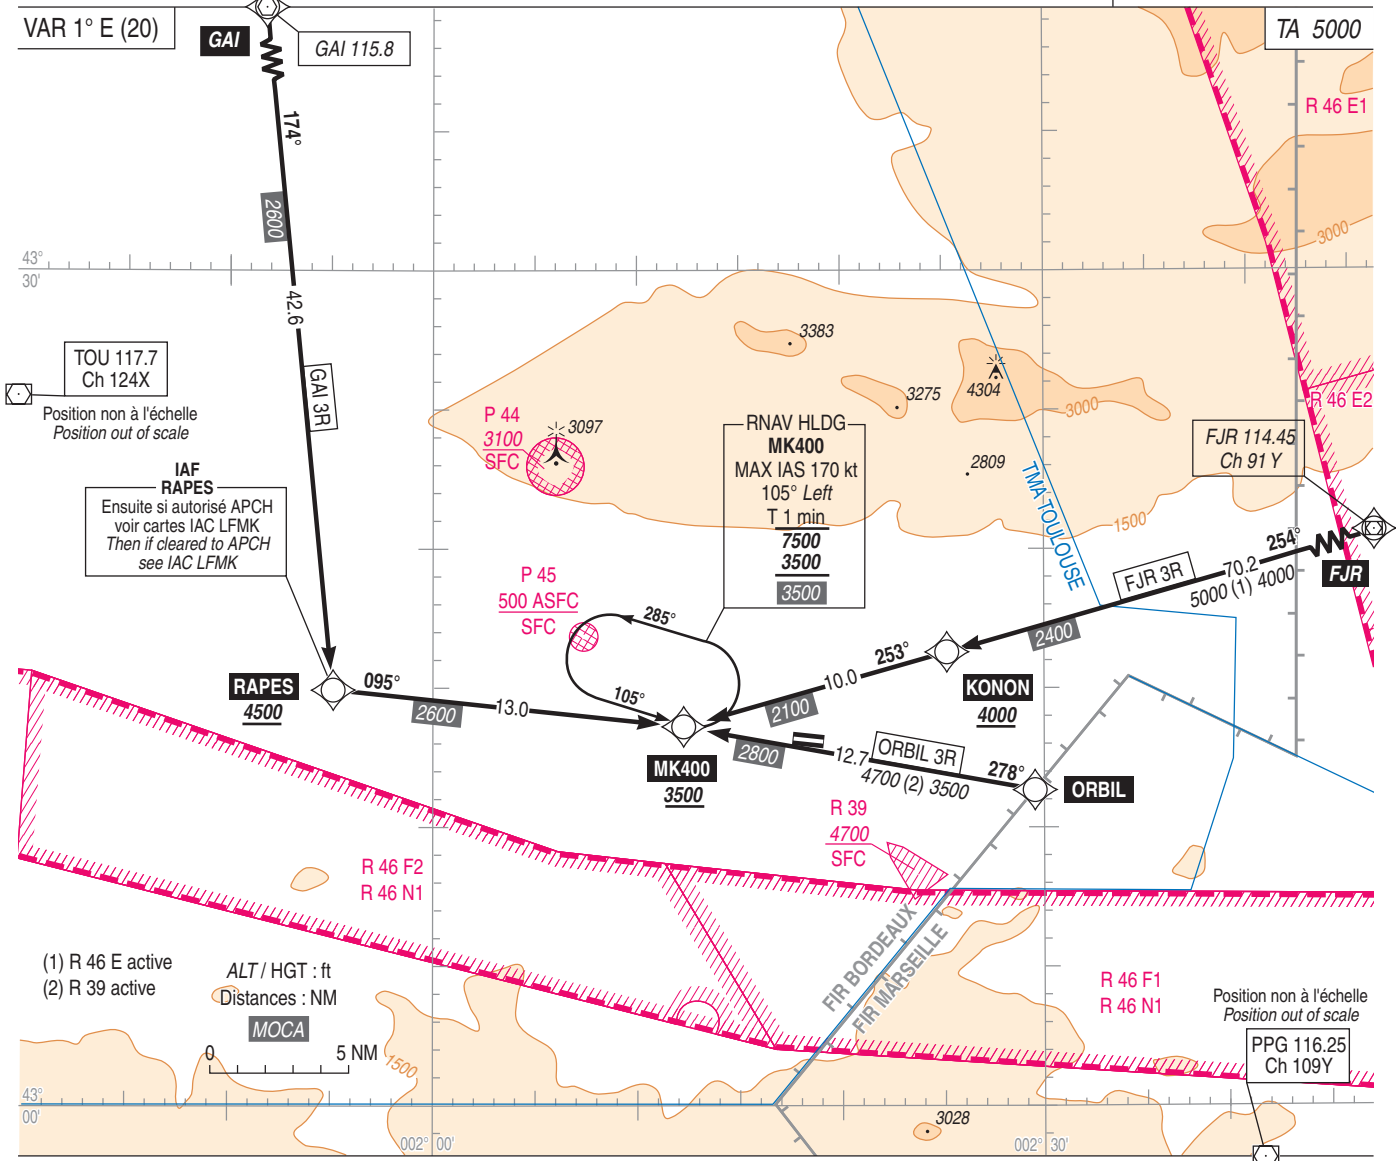 VAR 1° E (20)
GAI
GAI 115.8
TA 5000
R 46 E1
174°
2600
3000
43°
30'
42.6
GAI 3R
3383
3275
4304
3000
TOU 117.7
Ch 124X
Position non à l'échelle
Position out of scale
P 44
3100
SFC
3097
RNAV HLDG
MK400
MAX IAS 170 kt
105° Left
T 1 min
7500
3500
3500
2809
R 46 E2
FJR 114.45
Ch 91 Y
TMA TOULOUSE
1500
IAF
RAPES
Ensuite si autorisé APCH
voir cartes IAC LFMK
Then if cleared to APCH
see IAC LFMK
P 45
500 ASFC
SFC
254°
FJR
FJR 3R
70.2
5000 (1) 4000
2400
285°
105°
253°
10.0
2100
KONON
4000
RAPES
4500
095°
2600
13.0
MK400
3500
2800
12.7
ORBIL 3R
4700 (2) 3500
278°
ORBIL
R 39
4700
SFC
R 46 F2
R 46 N1
FIR BORDEAUX
FIR MARSEILLE
(1) R 46 E active
(2) R 39 active
ALT / HGT : ft
Distances : NM
MOCA
0 5 NM
1500
R 46 F1
R 46 N1
Position non à l'échelle
Position out of scale
PPG 116.25
Ch 109Y
43°
00'
3028
002° 00'
002° 30'